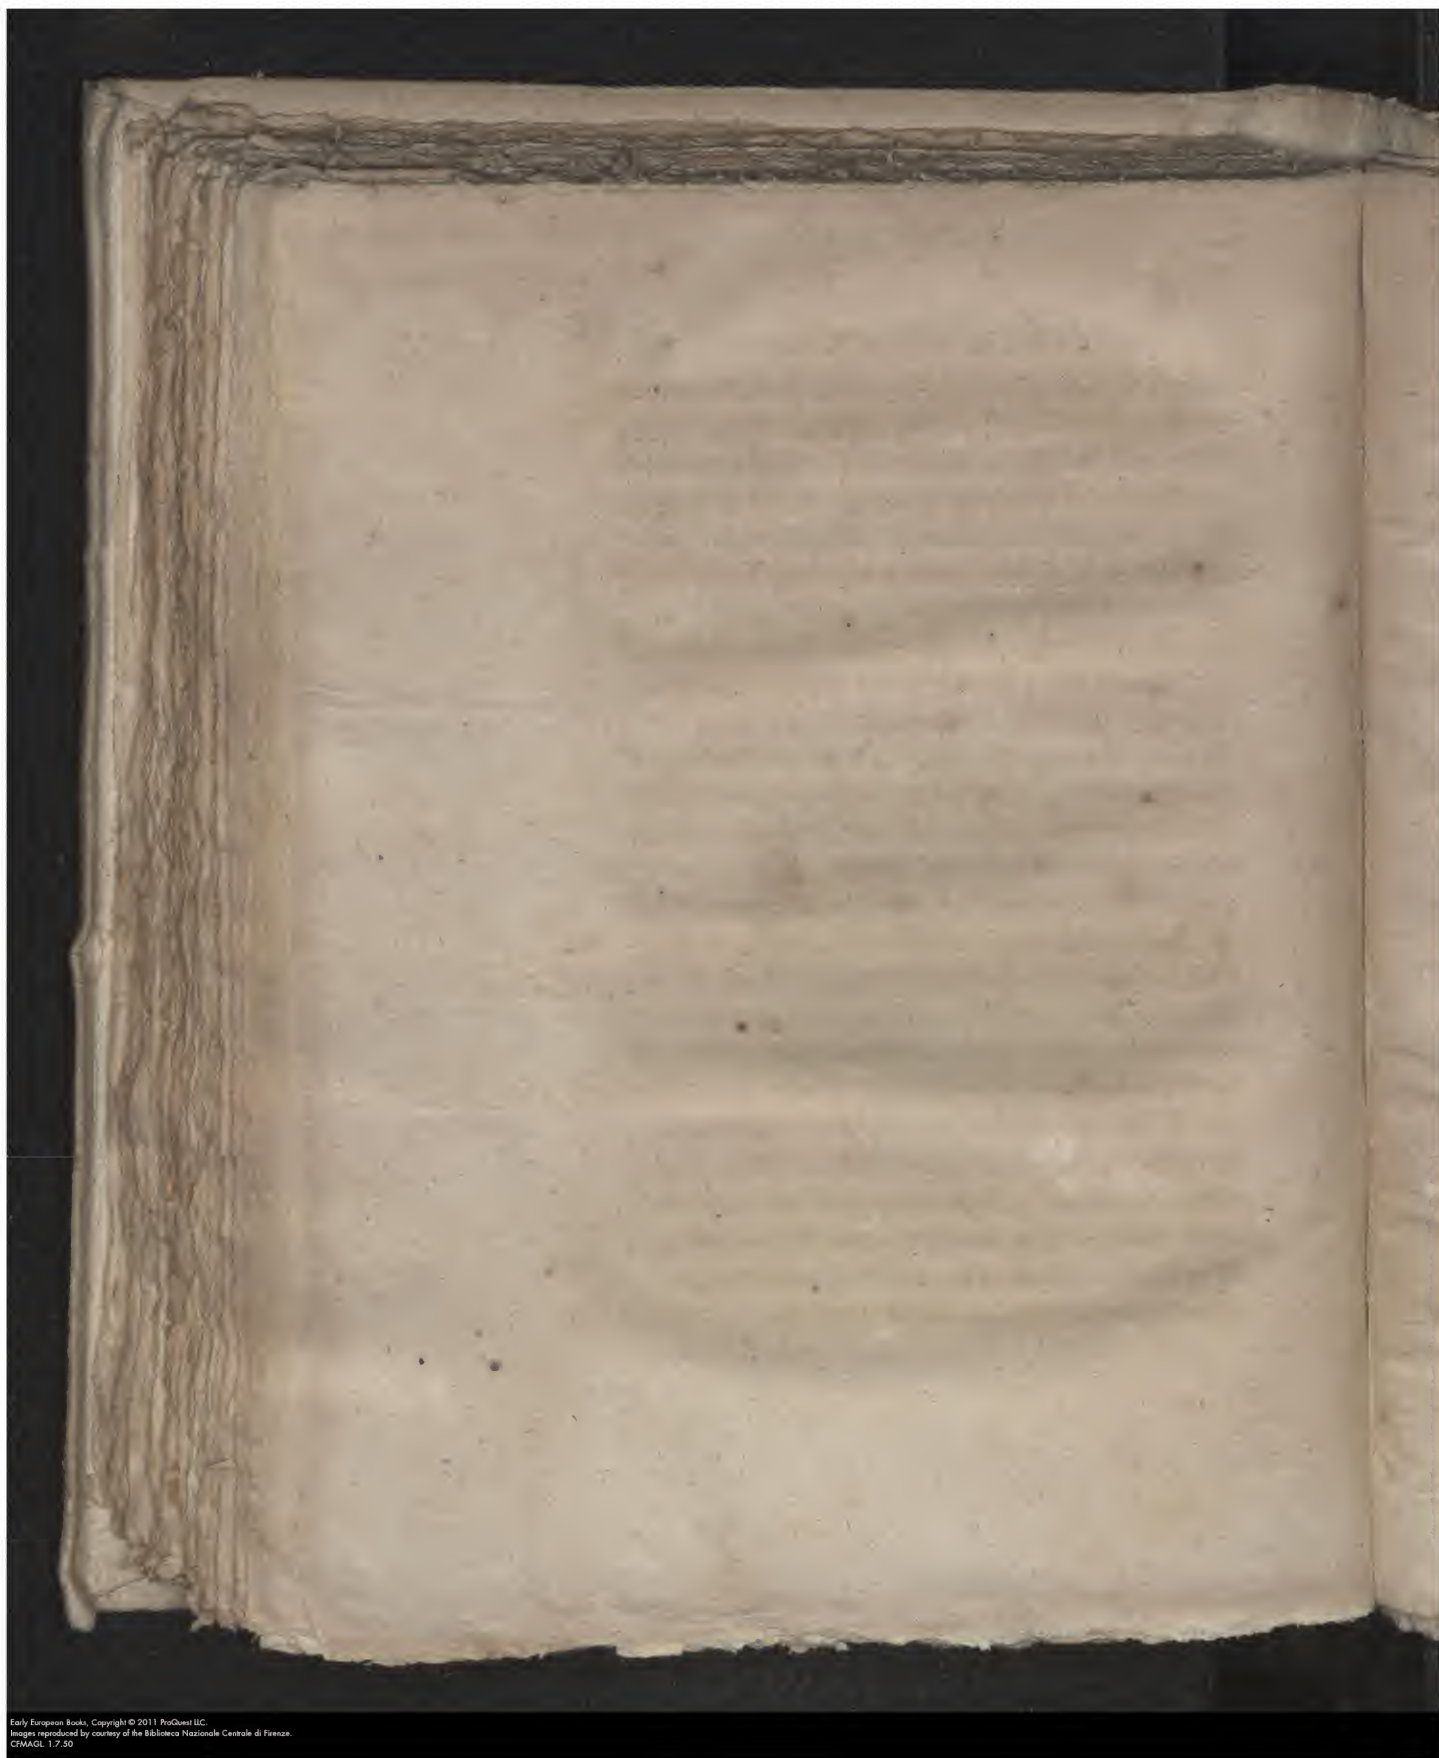 Early European Books, Copyright © 2011 ProQuest LLC.
Images reproduced by courtesy of the Biblioteca Nazionale Centrale di Firenze.
CFMAGL 1.7.50